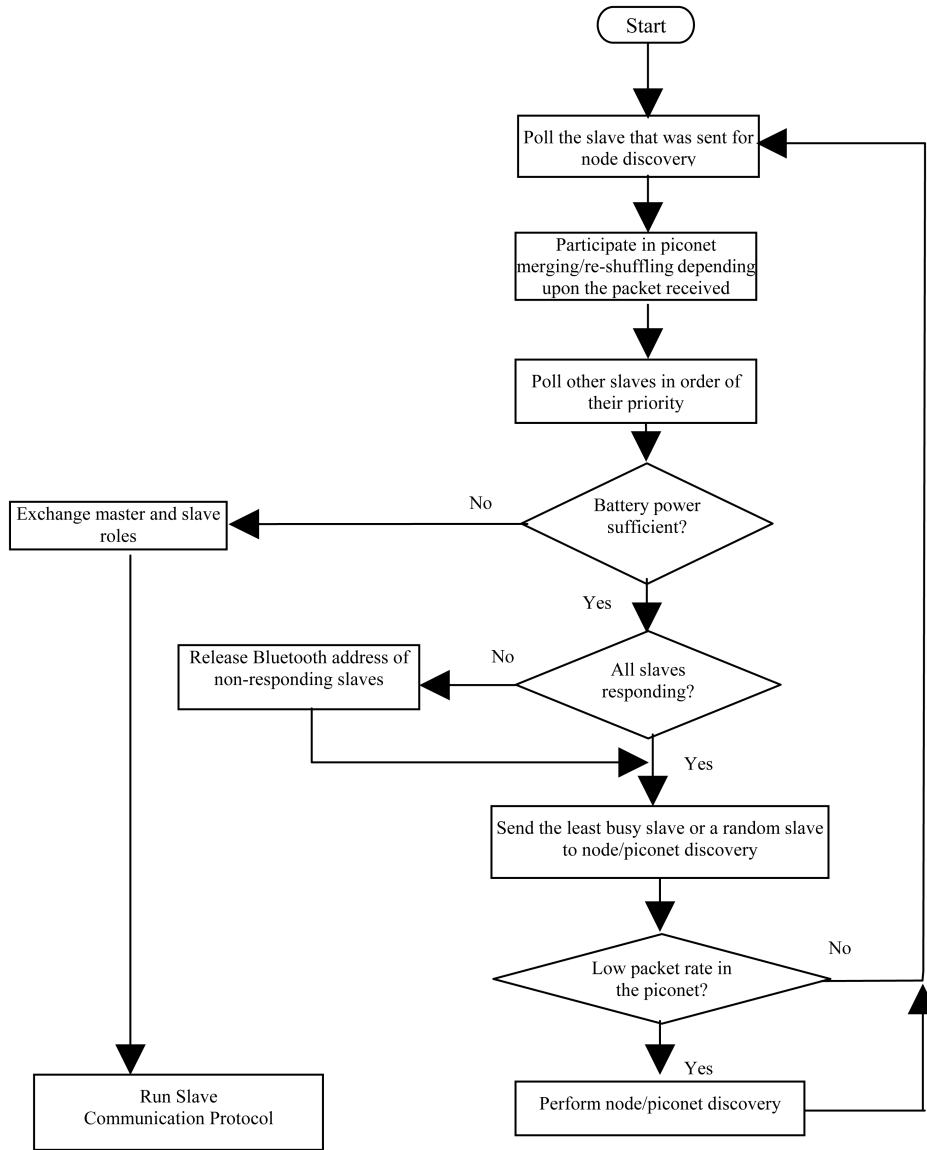 Start
Poll the slave that was sent for
node discovery
Participate in piconet
merging/re-shuffling depending
upon the packet received
Poll other slaves in order of
their priority
Battery power
sufficient?
No
Exchange master and slave
roles
Yes
All slaves
responding?
No
Release Bluetooth address of
non-responding slaves
Yes
Send the least busy slave or a random slave
to node/piconet discovery
Low packet rate in
the piconet?
No
Yes
Perform node/piconet discovery
Run Slave
Communication Protocol